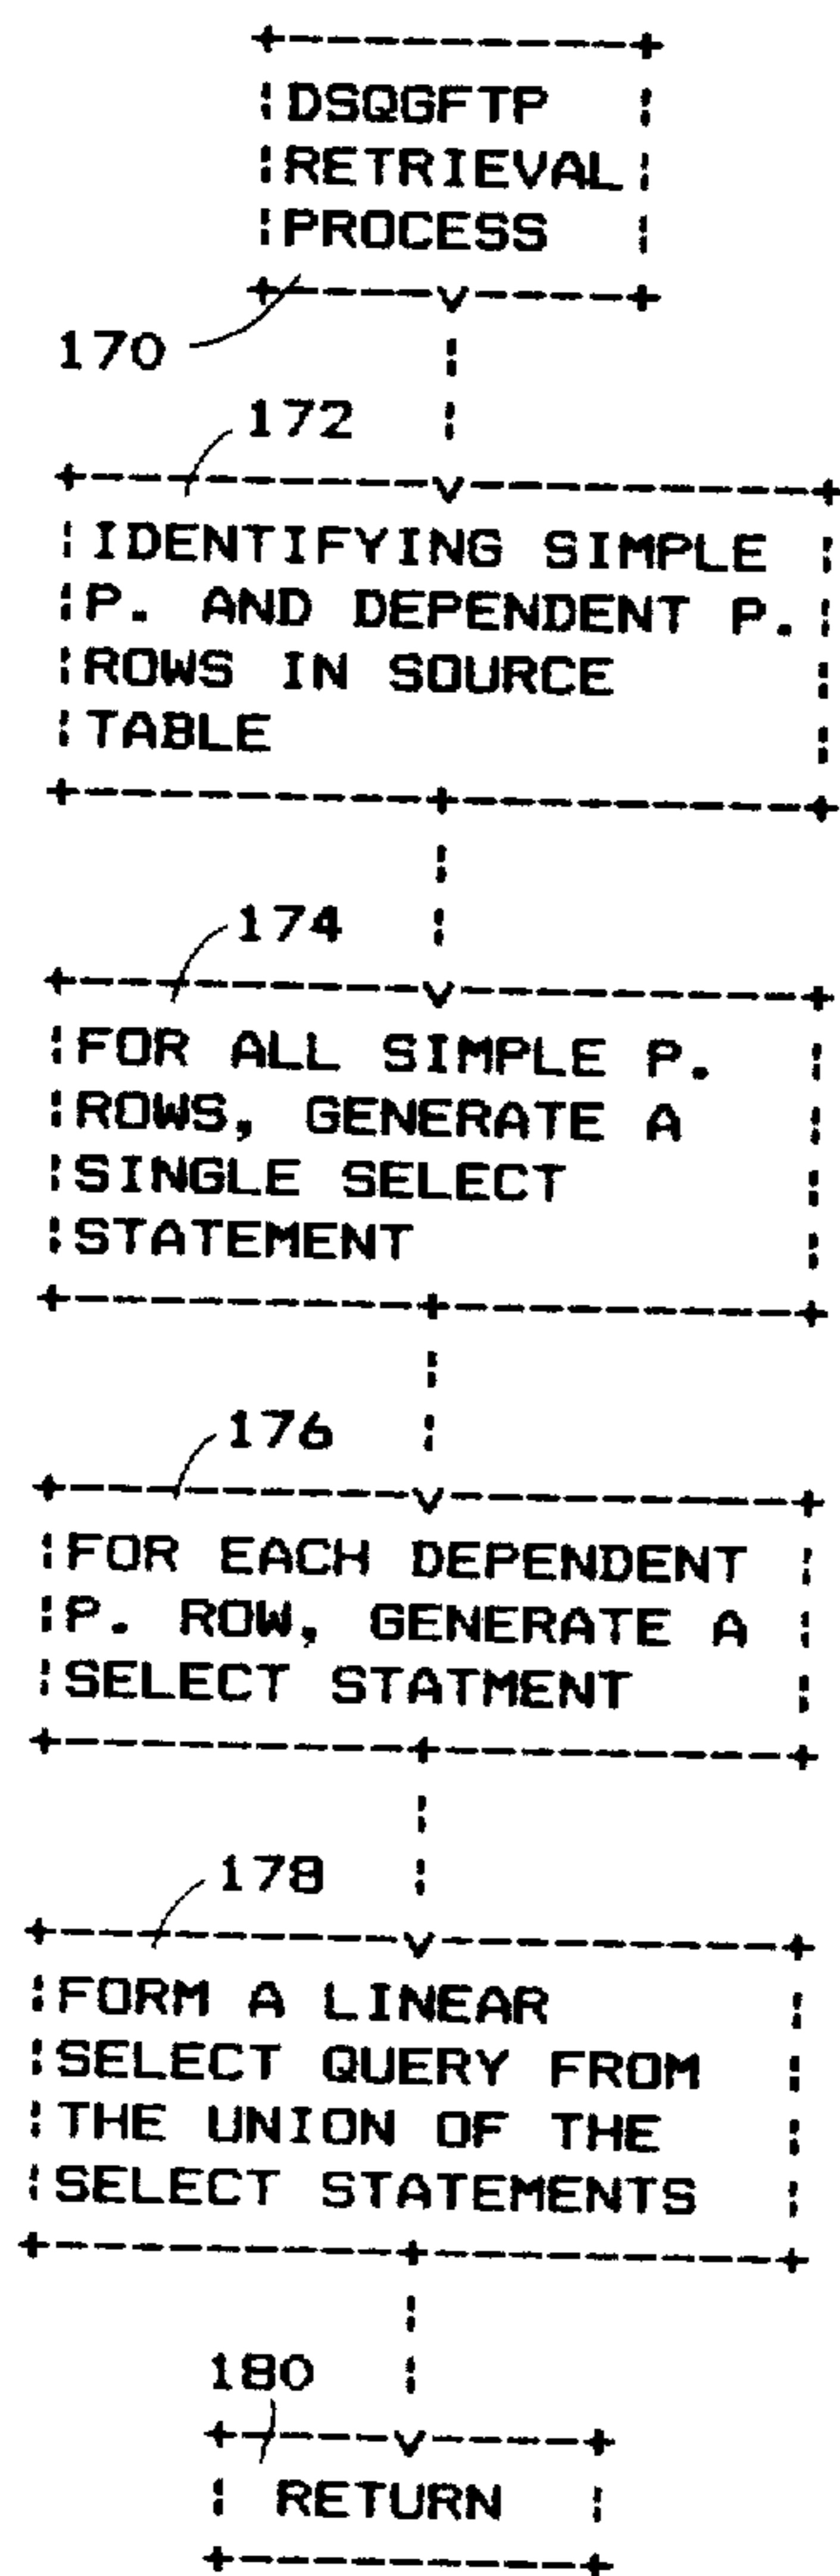 DSQGFTP
RETRIEVAL
PROCESS
170
172
IDENTIFYING SIMPLE
P. AND DEPENDENT P.
ROWS IN SOURCE
TABLE
174
FOR ALL SIMPLE P.
ROWS, GENERATE A
SINGLE SELECT
STATEMENT
176
FOR EACH DEPENDENT
P. ROW, GENERATE A
SELECT STATMENT
178
FORM A LINEAR
SELECT QUERY FROM
THE UNION OF THE
SELECT STATEMENTS
180
RETURN